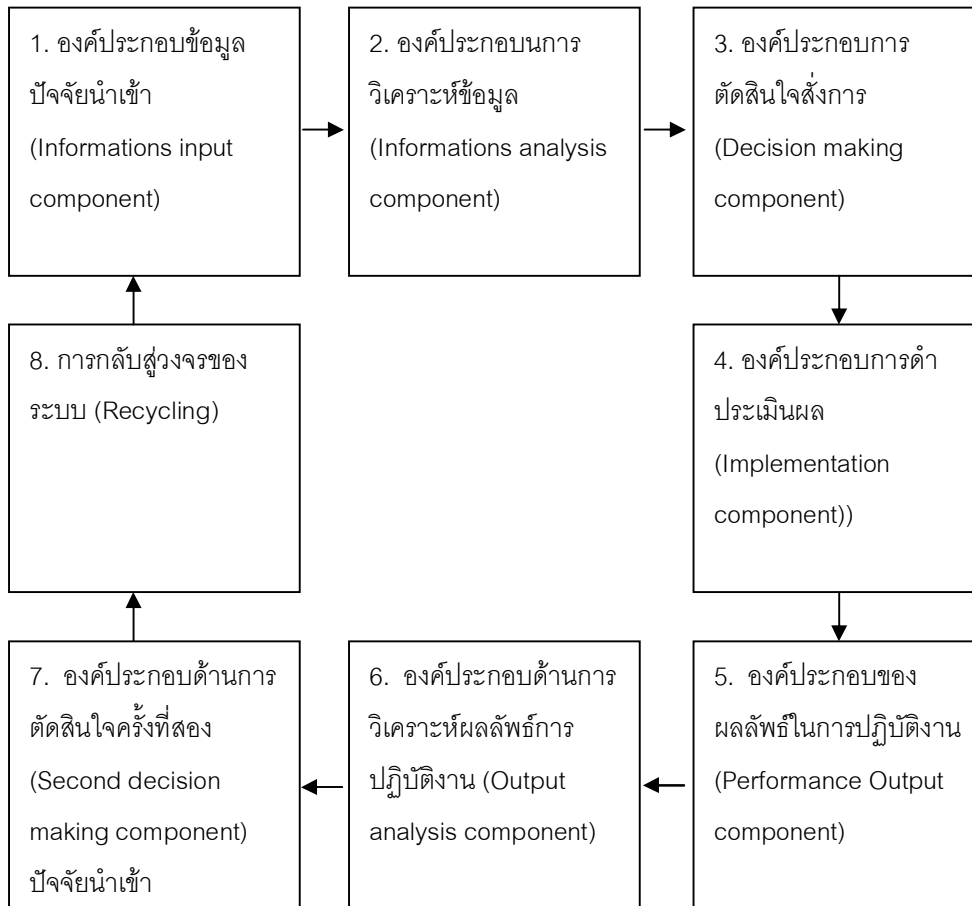 1. องค์ประกอบข้อมูล
ปัจจัยนำเข้า
(Informations input
component)
2. องค์ประกอบนการ
วิเคราะห์ข้อมูล
(Informations analysis
component)
3. องค์ประกอบการ
ตัดสินใจสั่งการ
(Decision making
component)
4. องค์ประกอบการดำ
ประเมินผล
(Implementation
component))
5. องค์ประกอบของ
ผลลัพธ์ในการปฏิบัติงาน
(Performance Output
component)
6. องค์ประกอบด้านการ
วิเคราะห์ผลลัพธ์การ
ปฏิบัติงาน (Output
analysis component)
7. องค์ประกอบด้านการ
ตัดสินใจครั้งที่สอง
(Second decision
making component)
ปัจจัยนำเข้า
8. การกลับสู่วงจรของ
ระบบ (Recycling)